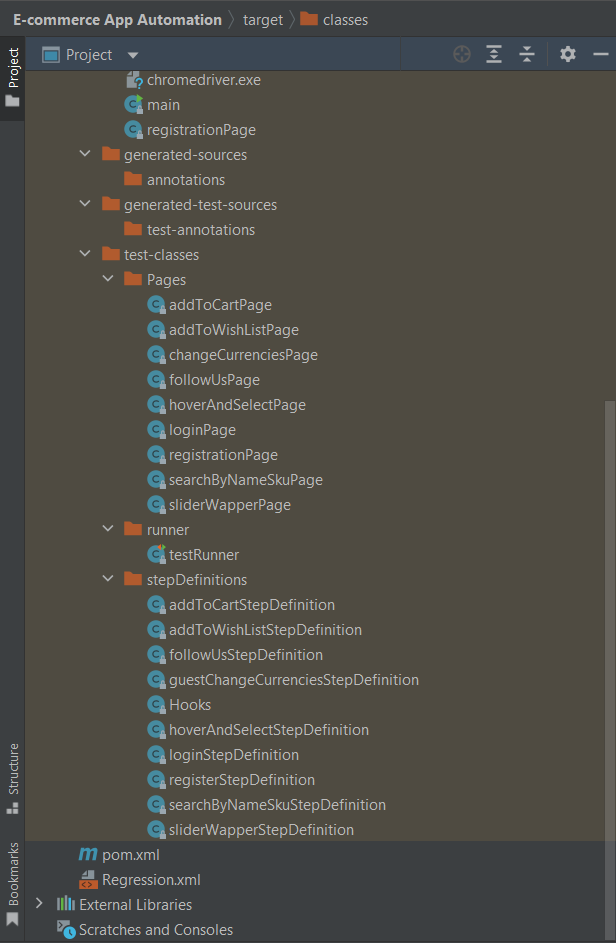 E-commerce App Automation target classes
Project
Project
chromedriver.exe
main
registrationPage
generated-sources
annotations
generated-test-sources
test-annotations
test-classes
Pages
addToCartPage
addToWishListPage
changeCurrenciesPage
followUsPage
hoverAndSelectPage
loginPage
registrationPage
searchByNameSkuPage
sliderWapperPage
runner
testRunner
stepDefinitions
addToCartStepDefinition
addToWishListStepDefinition
followUsStepDefinition
guestChangeCurrenciesStepDefinition
Hooks
hoverAndSelectStepDefinition
loginStepDefinition
registerStepDefinition
searchByNameSkuStepDefinition
sliderWapperStepDefinition
pom.xml
Regression.xml
External Libraries
Scratches and Consoles
Structure
Bookmarks